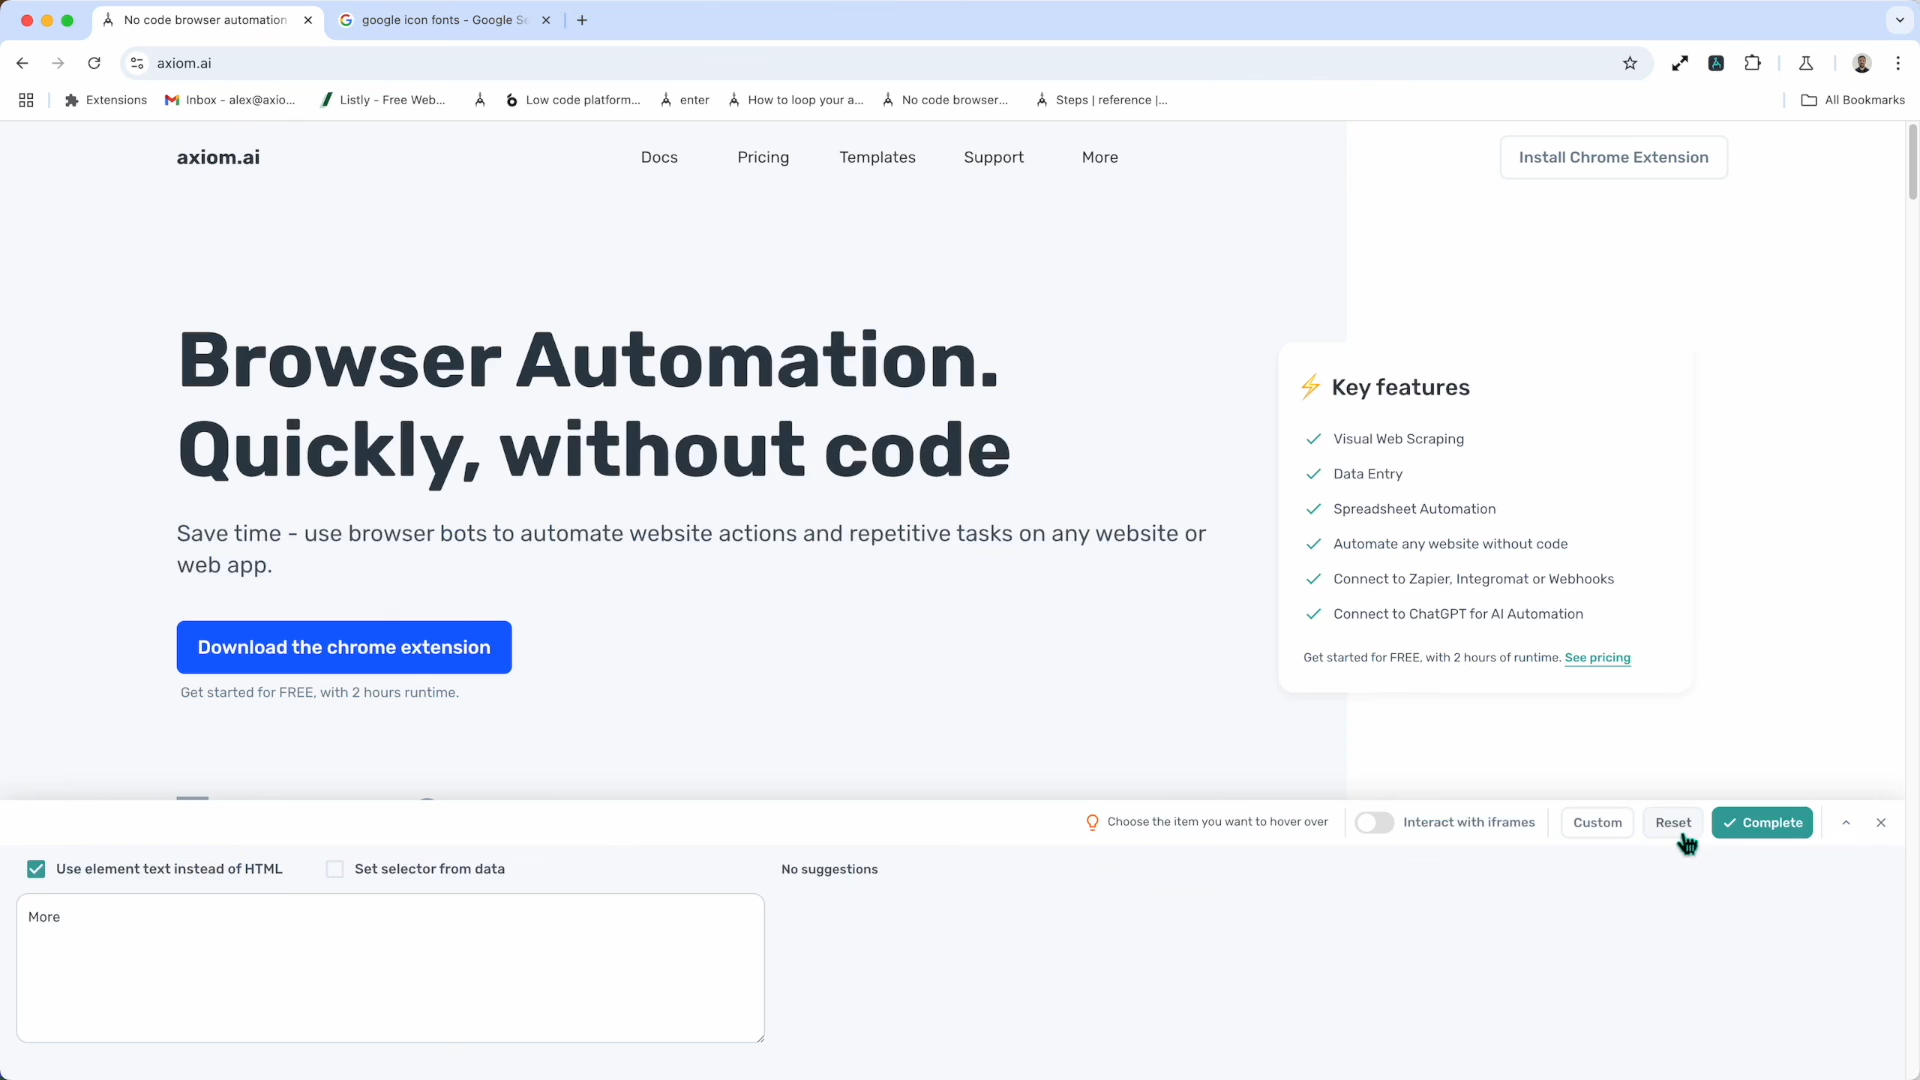 No code browser automation
google icon fonts - Google Se
axiom.ai
Extensions
Inbox - alex@axio...
Listly - Free Web...
Low code platform...
enter
How to loop your a...
No code browser...
Steps | reference |...
All Bookmarks
axiom.ai
Docs
Pricing
Templates
Support
More
Install Chrome Extension
Browser Automation.
Quickly, without code
Save time - use browser bots to automate website actions and repetitive tasks on any website or
web app.
Download the chrome extension
Get started for FREE, with 2 hours runtime.
Key features
Visual Web Scraping
Data Entry
Spreadsheet Automation
Automate any website without code
Connect to Zapier, Integromat or Webhooks
Connect to ChatGPT for AI Automation
Get started for FREE, with 2 hours of runtime. See pricing
Choose the item you want to hover over
Interact with iframes
Custom
Reset
Complete
Use element text instead of HTML
Set selector from data
No suggestions
More